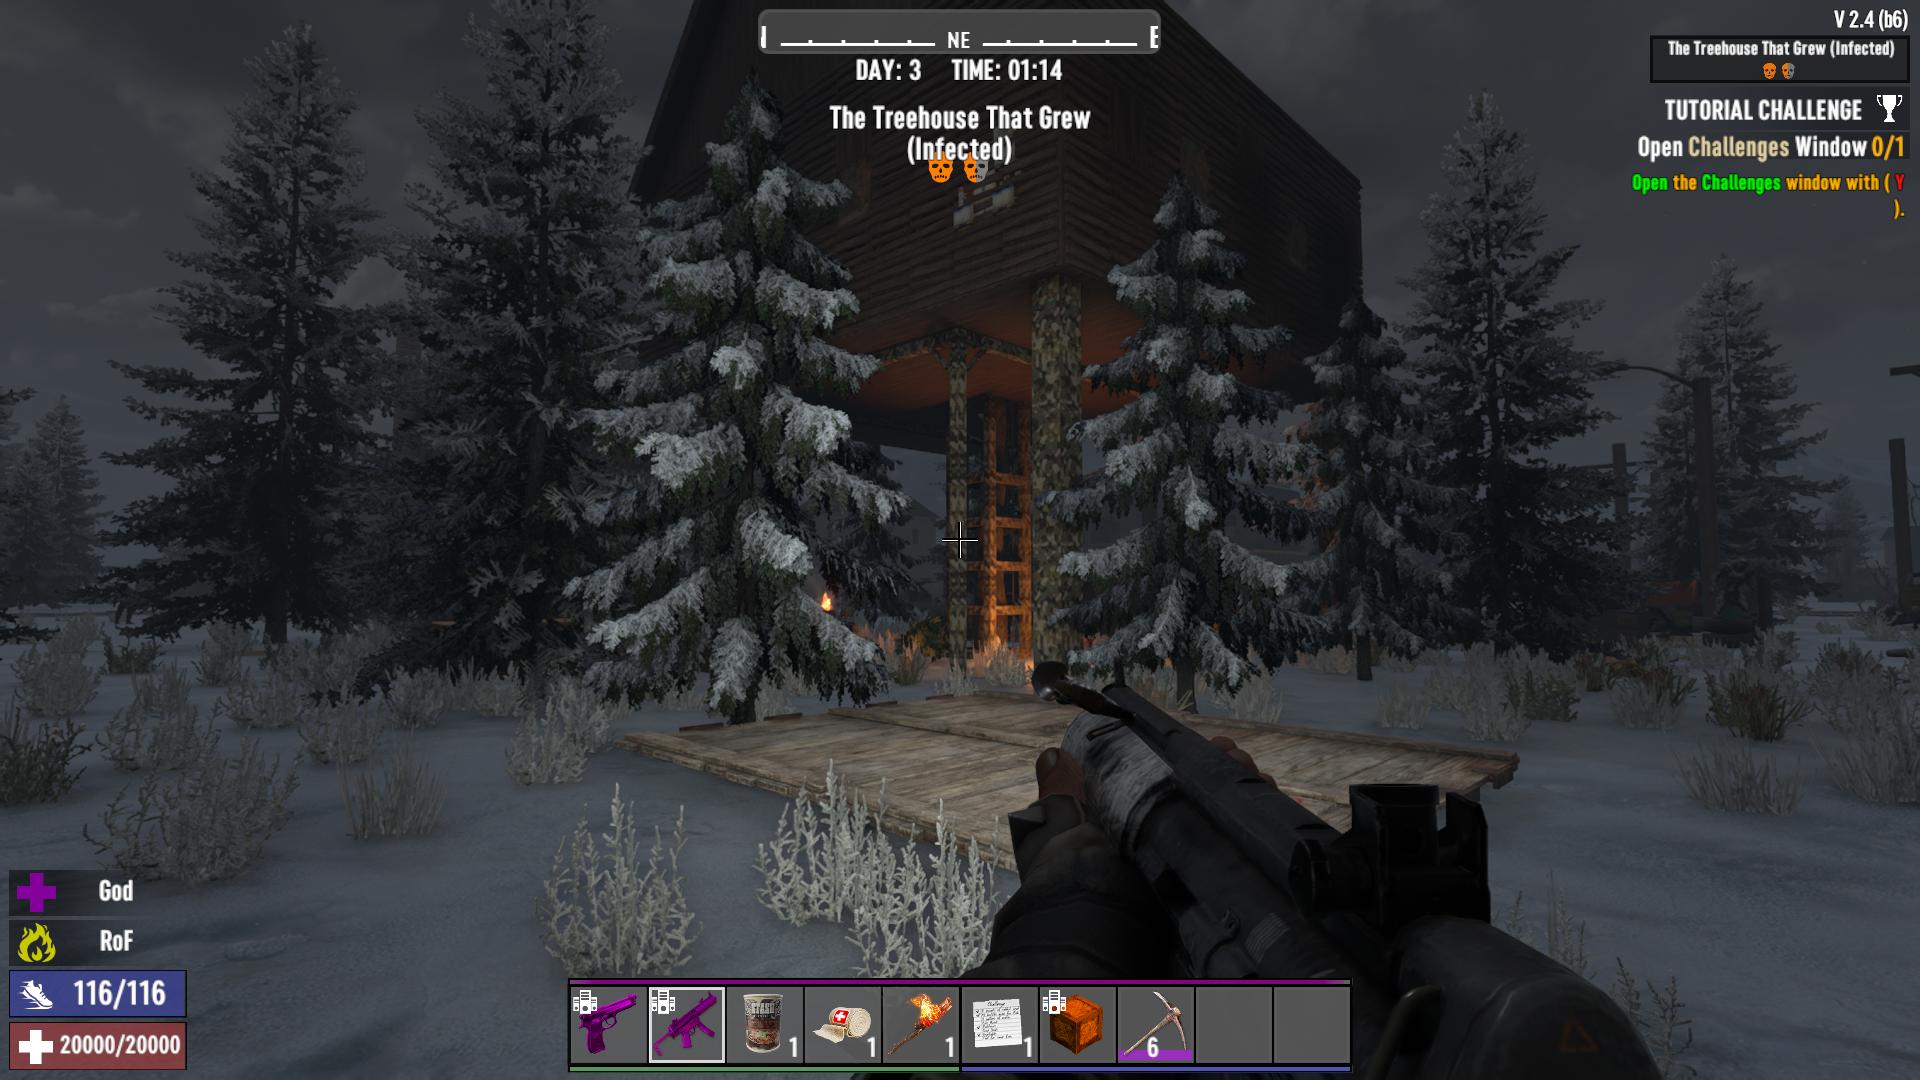 NE
E
DAY: 3 TIME: 01:14
The Treehouse That Grew
(Infected)
V 2.4 (b6)
The Treehouse That Grew (Infected)
TUTORIAL CHALLENGE
Open Challenges Window 0/1
Open the Challenges window with ( Y
).
God
RoF
116/116
20000/20000
1
1
1
1
6